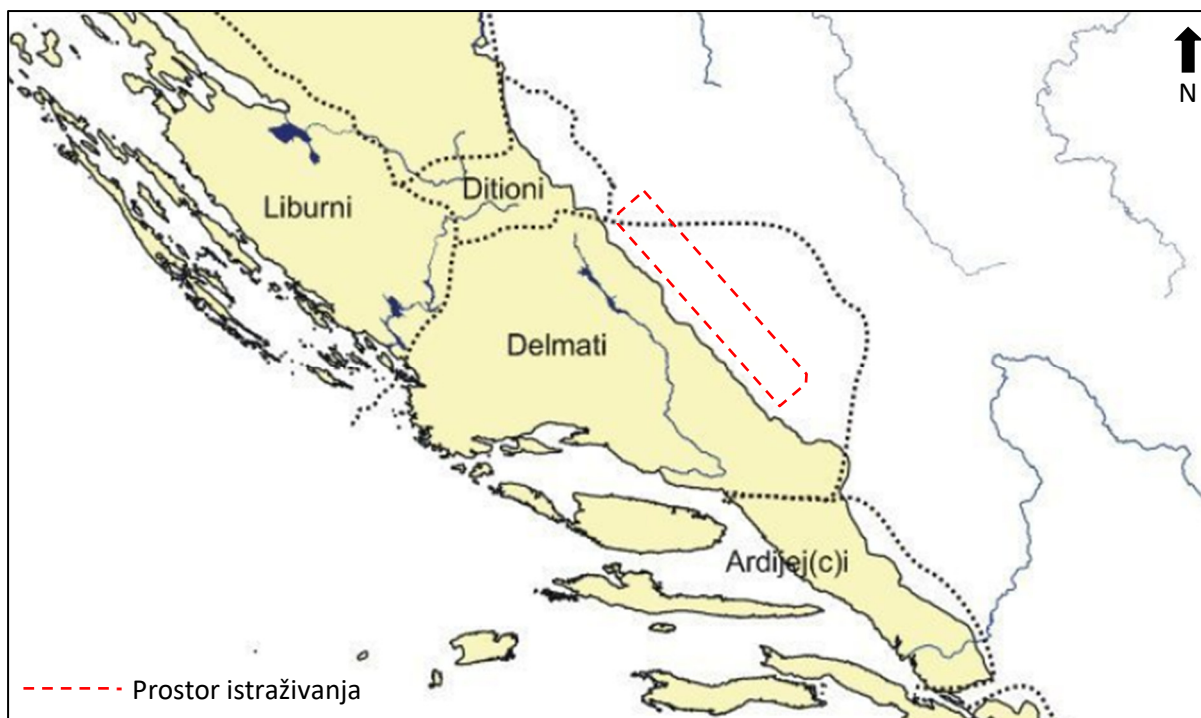 N
Ditioni
Liburni
Delmati
Ardijej(c)i
Prostor istraživanja